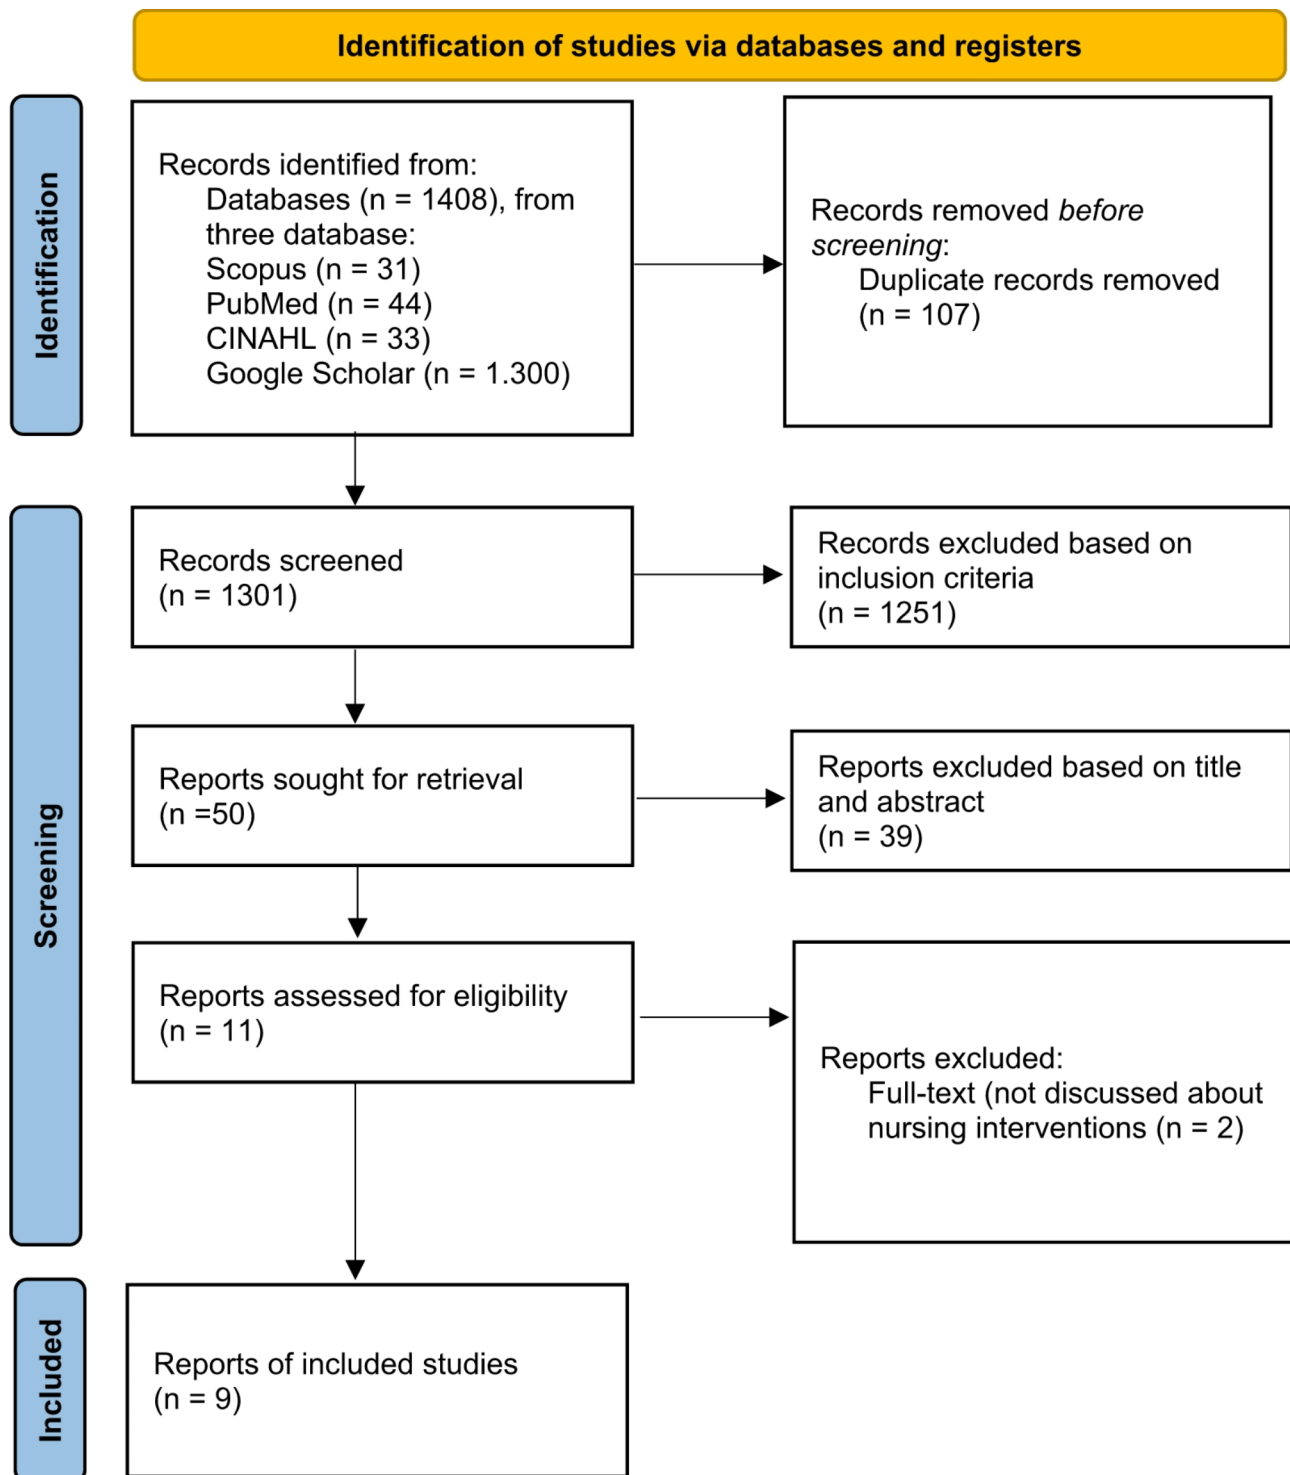 Identification of studies via databases and registers
Identification
Records identified from:
Databases (n = 1408), from
three database:
Scopus (n = 31)
PubMed (n = 44)
CINAHL (n = 33)
Google Scholar (n = 1.300)
Records removed before
screening:
Duplicate records removed
(n = 107)
Screening
Records screened
(n = 1301)
Records excluded based on
inclusion criteria
(n = 1251)
Reports sought for retrieval
(n =50)
Reports excluded based on title
and abstract
(n = 39)
Reports assessed for eligibility
(n = 11)
Reports excluded:
Full-text (not discussed about
nursing interventions (n = 2)
Included
Reports of included studies
(n = 9)